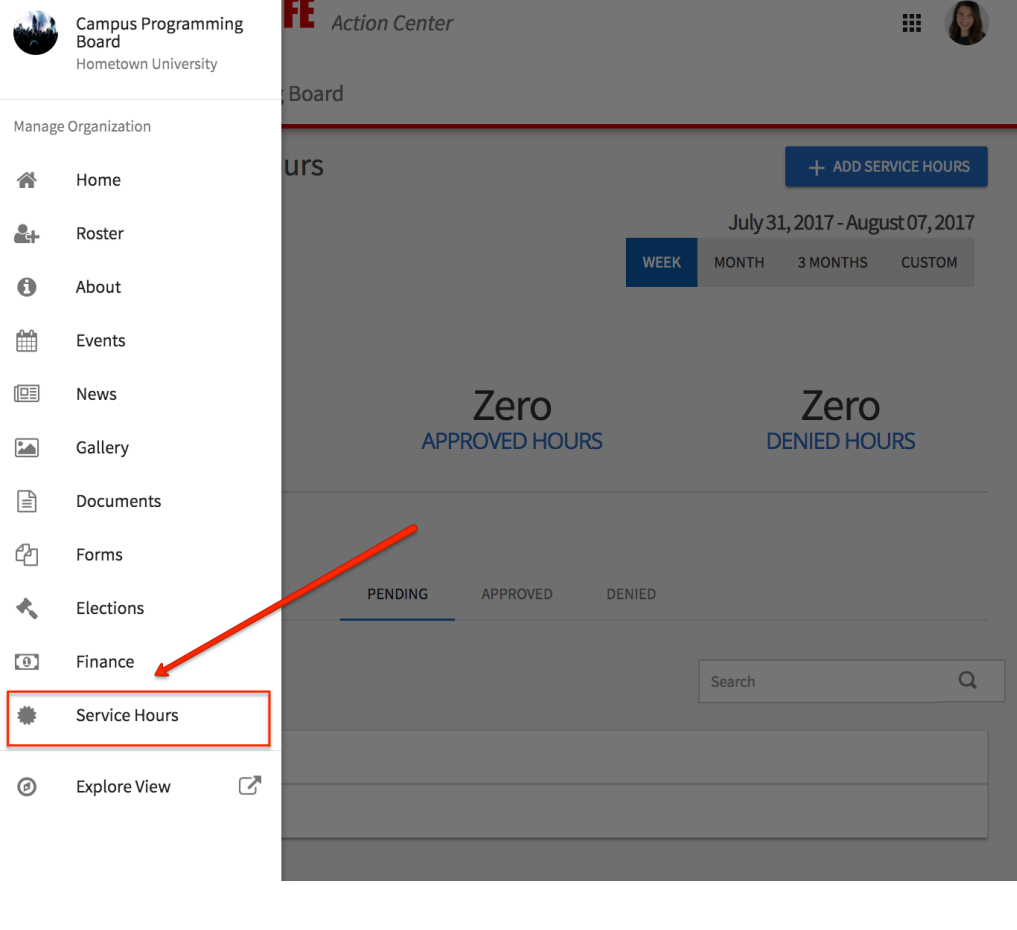 Campus Programming
Board
Hometown University
Manage Organization
Home
Roster
About
Events
News
Gallery
Documents
Forms
Elections
Finance
Service Hours
Explore View
FE Action Center
Board
urs
+ ADD SERVICE HOURS
July 31, 2017 - August 07, 2017
WEEK MONTH 3 MONTHS CUSTOM
Zero Zero
APPROVED HOURS DENIED HOURS
PENDING APPROVED DENIED
Search